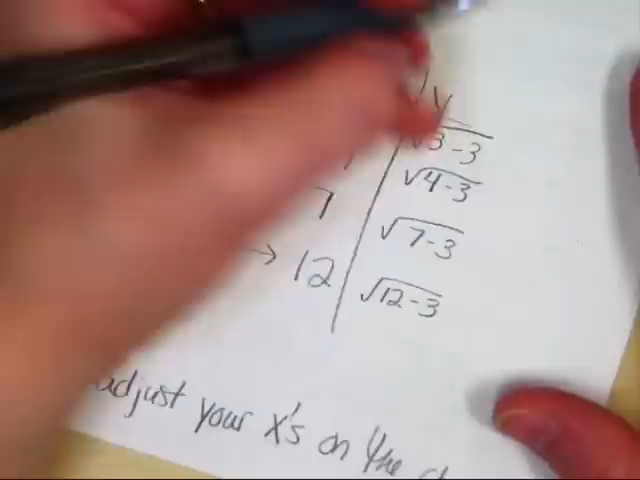 y
√3-3
√4-3
7 √7-3
→ 12 √12-3
adjust your x's on the